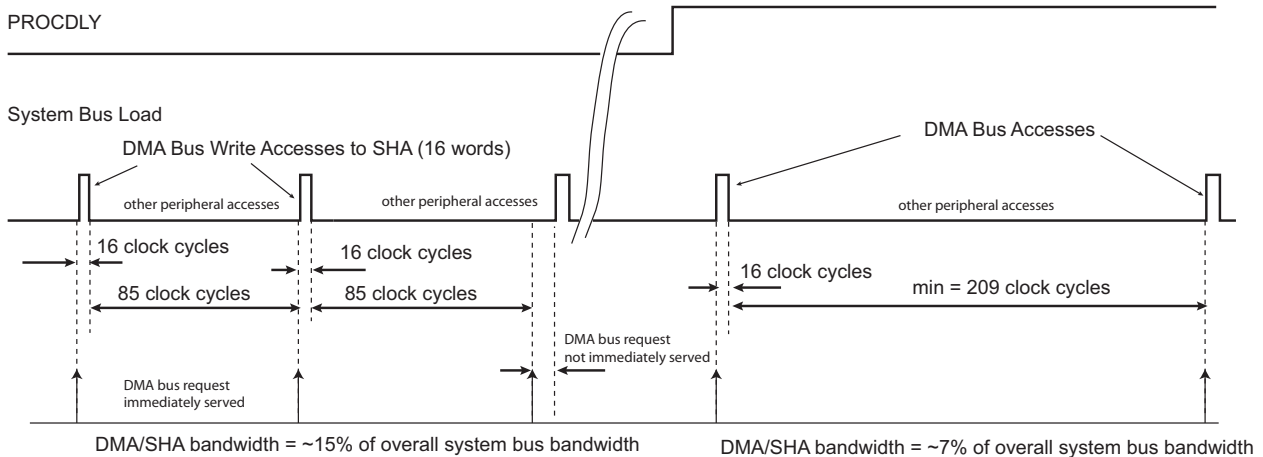 PROCDLY
System Bus Load
DMA Bus Write Accesses to SHA (16 words)
DMA Bus Accesses
other peripheral accesses
other peripheral accesses
other peripheral accesses
16 clock cycles
16 clock cycles
16 clock cycles
85 clock cycles
85 clock cycles
min = 209 clock cycles
DMA bus request
not immediately served
DMA bus request
immediately served
DMA/SHA bandwidth = ~15% of overall system bus bandwidth
DMA/SHA bandwidth = ~7% of overall system bus bandwidth